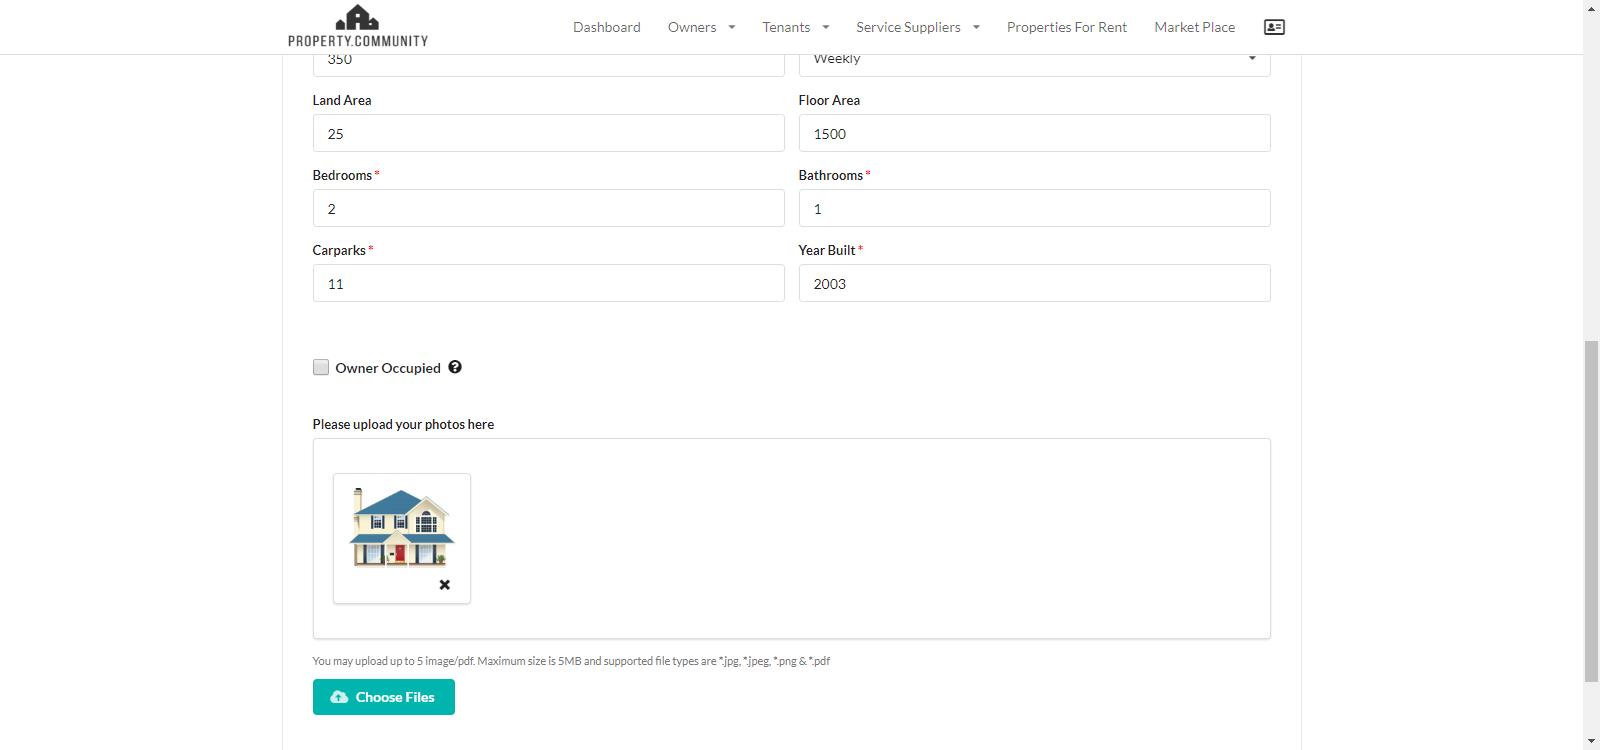 PROPERTY.COMMUNITY
Dashboard Owners Tenants Service Suppliers Properties For Rent Market Place
350 Weekly
Land Area Floor Area
25 1500
Bedrooms * Bathrooms *
2 1
Carparks * Year Built *
11 2003
Owner Occupied
Please upload your photos here
You may upload up to 5 image/pdf. Maximum size is 5MB and supported file types are *.jpg, *.jpeg, *.png & *.pdf
Choose Files